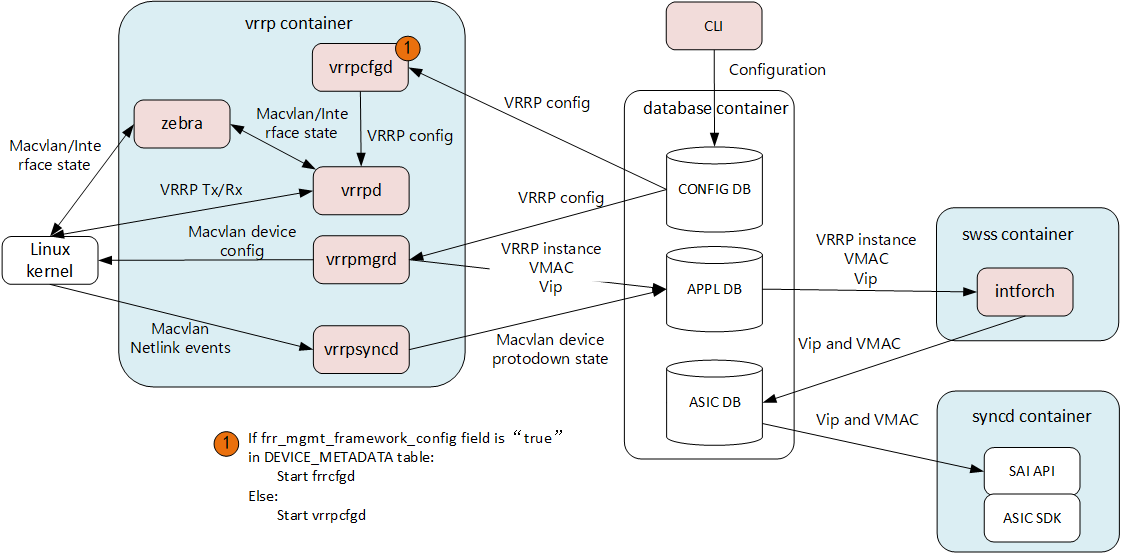 vrrp container
CLI
1
vrrpcfgd
Configuration
VRRP config
database container
zebra
Macvlan/Inte
rface state
VRRP config
Macvlan/Inte
rface state
CONFIG DB
VRRP Tx/Rx
vrrpd
VRRP config
Macvlan device
config
Linux
kernel
vrrpmgrd
VRRP instance
VMAC
Vip
APPL DB
VRRP instance
VMAC
Vip
swss container
intforch
Macvlan
Netlink events
vrrpsyncd
Macvlan device
protodown state
Vip and VMAC
ASIC DB
Vip and VMAC
syncd container
SAI API
ASIC SDK
1
If frr_mgmt_framework_config field is “true”
in DEVICE_METADATA table:
Start frrcfgd
Else:
Start vrrpcfgd